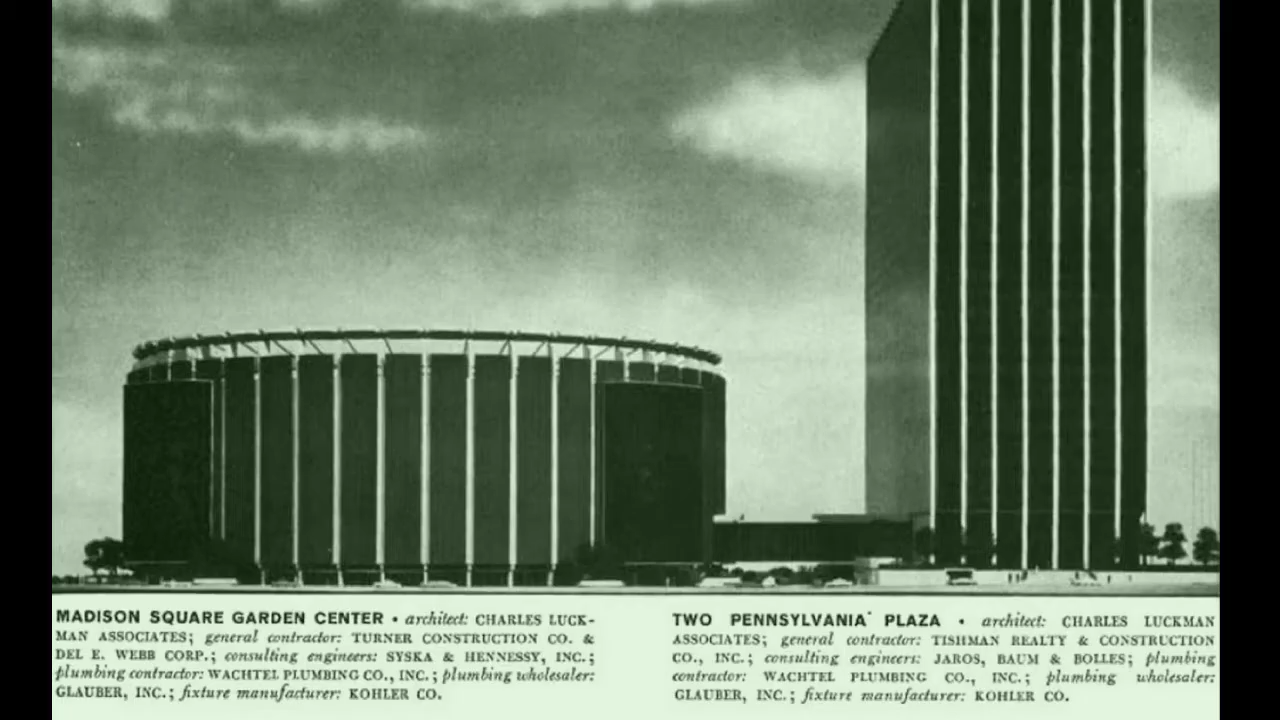 MADISON SQUARE GARDEN CENTER • architect: CHARLES LUCK-
MAN ASSOCIATES; general contractor: TURNER CONSTRUCTION CO. &
DEL E. WEBB CORP.; consulting engineers: SYSKA & HENNESSY, INC.;
plumbing contractor: WACHTEL PLUMBING CO., INC.; plumbing wholesaler:
GLAUBER, INC.; fixture manufacturer: KOHLER CO.
TWO PENNSYLVANIA PLAZA • architect: CHARLES LUCKMAN
ASSOCIATES; general contractor: TISHMAN REALTY & CONSTRUCTION
CO., INC.; consulting engineers: JAROS, BAUM & BOLLES; plumbing
contractor: WACHTEL PLUMBING CO., INC.; plumbing wholesaler:
GLAUBER, INC.; fixture manufacturer: KOHLER CO.